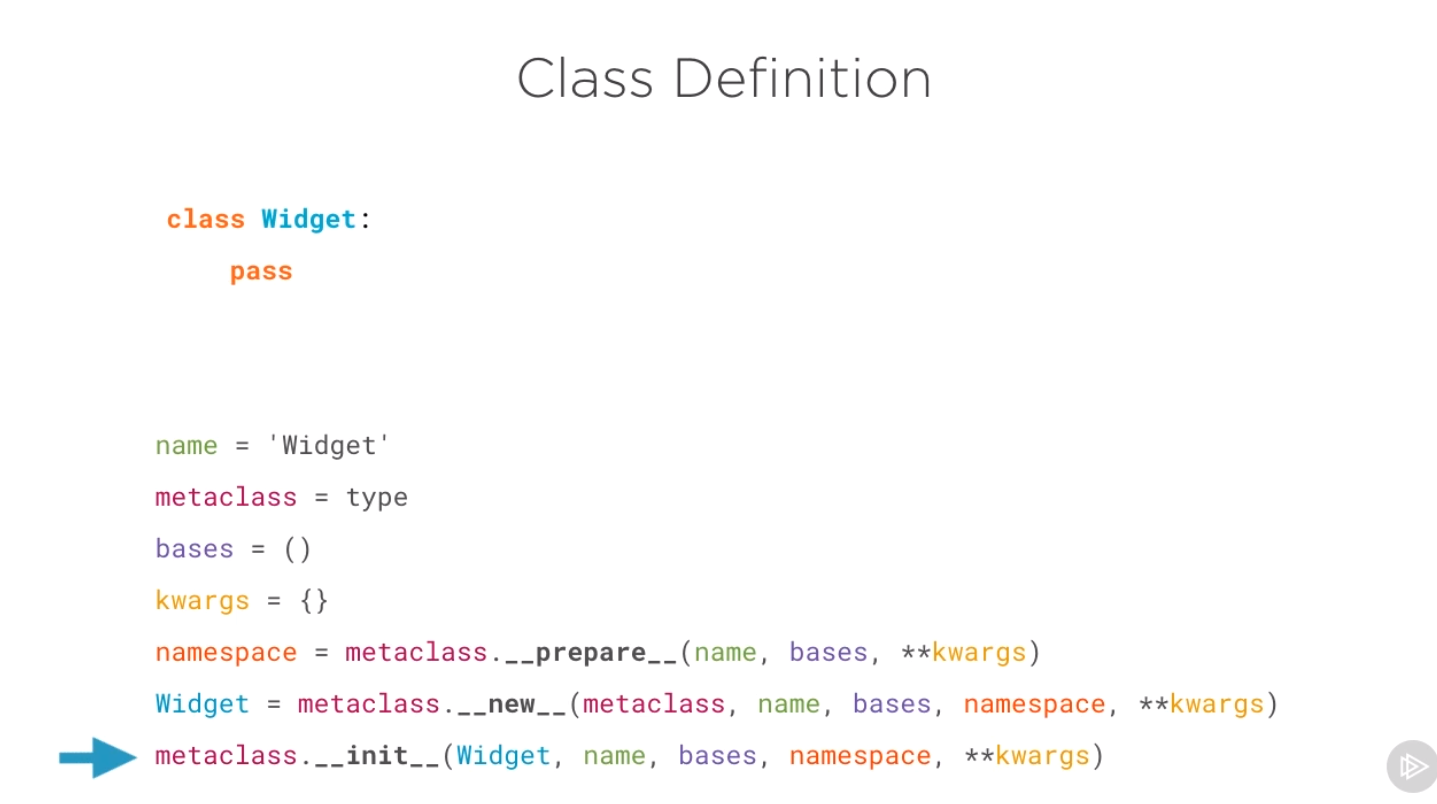 Class Definition
class Widget:
    pass
name = 'Widget'
metaclass = type
bases = ()
kwargs = {}
namespace = metaclass.__prepare__(name, bases, **kwargs)
Widget = metaclass.__new__(metaclass, name, bases, namespace, **kwargs)
metaclass.__init__(Widget, name, bases, namespace, **kwargs)